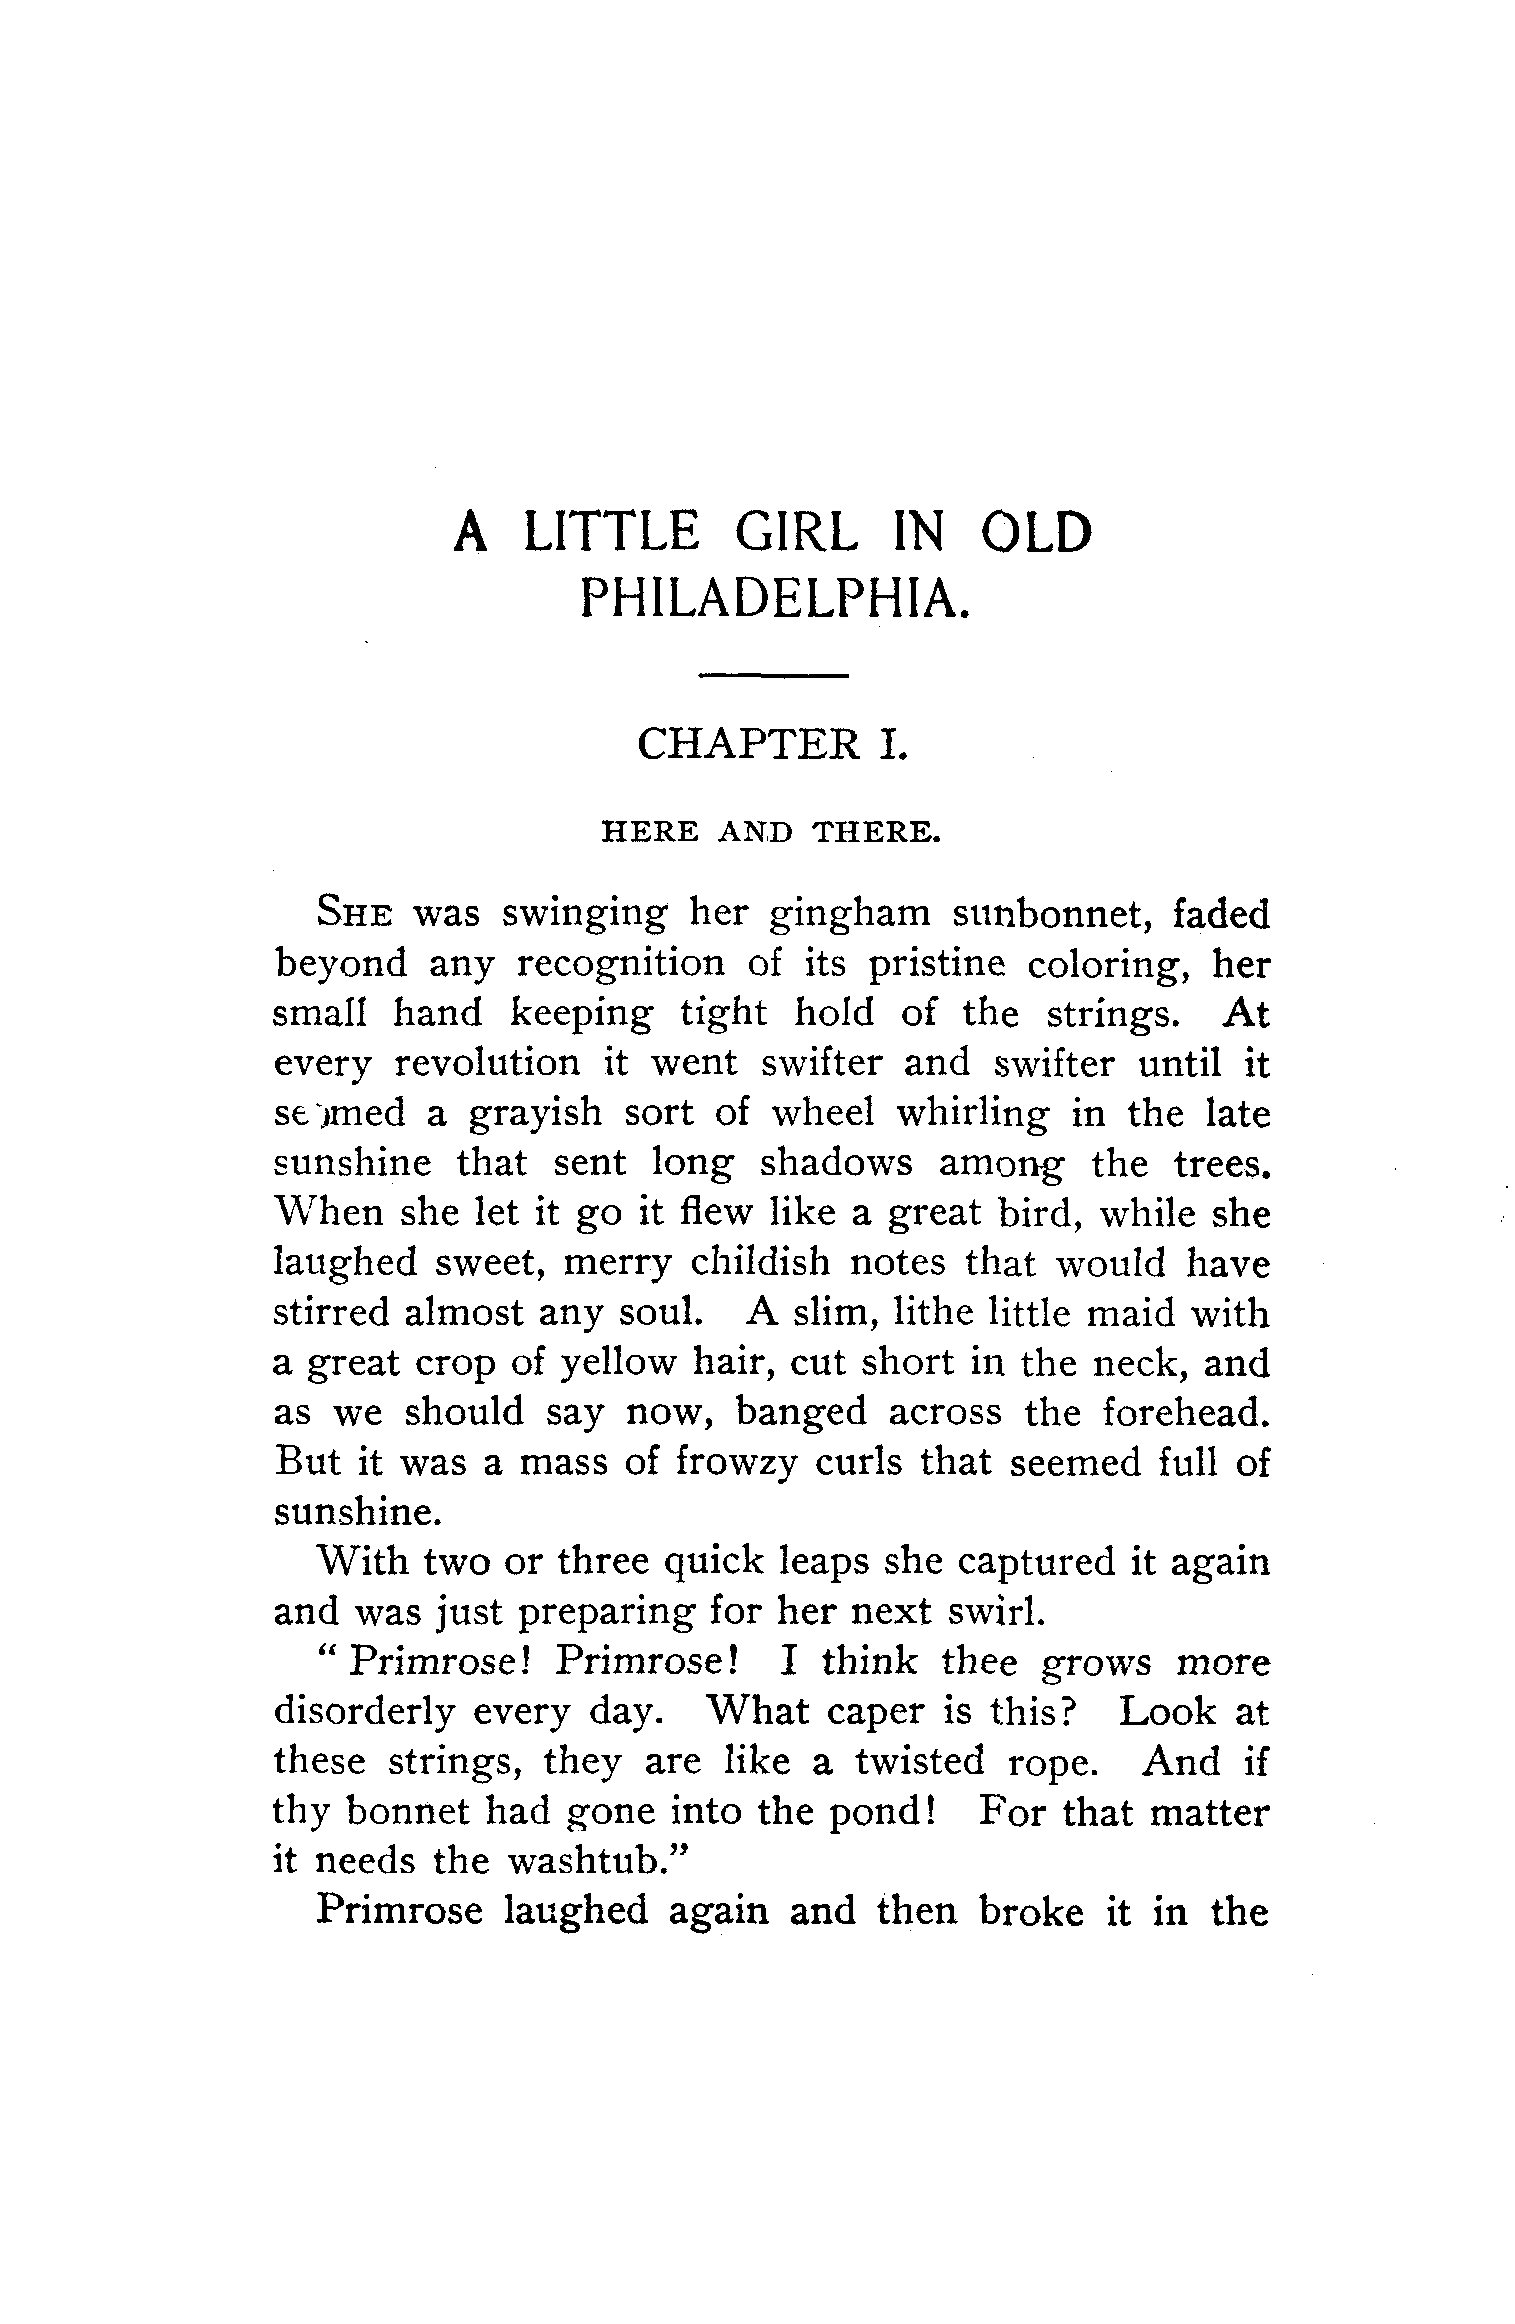 A LITTLE GIRL IN OLD
PHILADELPHIA.
CHAPTER I.
HERE AND THERE.
SHE was swinging her gingham sunbonnet, faded
beyond any recognition of its pristine coloring, her
small hand keeping tight hold of the strings. At
every revolution it went swifter and swifter until it
seemed a grayish sort of wheel whirling in the late
sunshine that sent long shadows among the trees.
When she let it go it flew like a great bird, while she
laughed sweet, merry childish notes that would have
stirred almost any soul. A slim, lithe little maid with
a great crop of yellow hair, cut short in the neck, and
as we should say now, banged across the forehead.
But it was a mass of frowzy curls that seemed full of
sunshine.
With two or three quick leaps she captured it again
and was just preparing for her next swirl.
“ Primrose! Primrose! I think thee grows more
disorderly every day. What caper is this? Look at
these strings, they are like a twisted rope. And if
thy bonnet had gone into the pond! For that matter
it needs the washtub.”
Primrose laughed again and then broke it in the